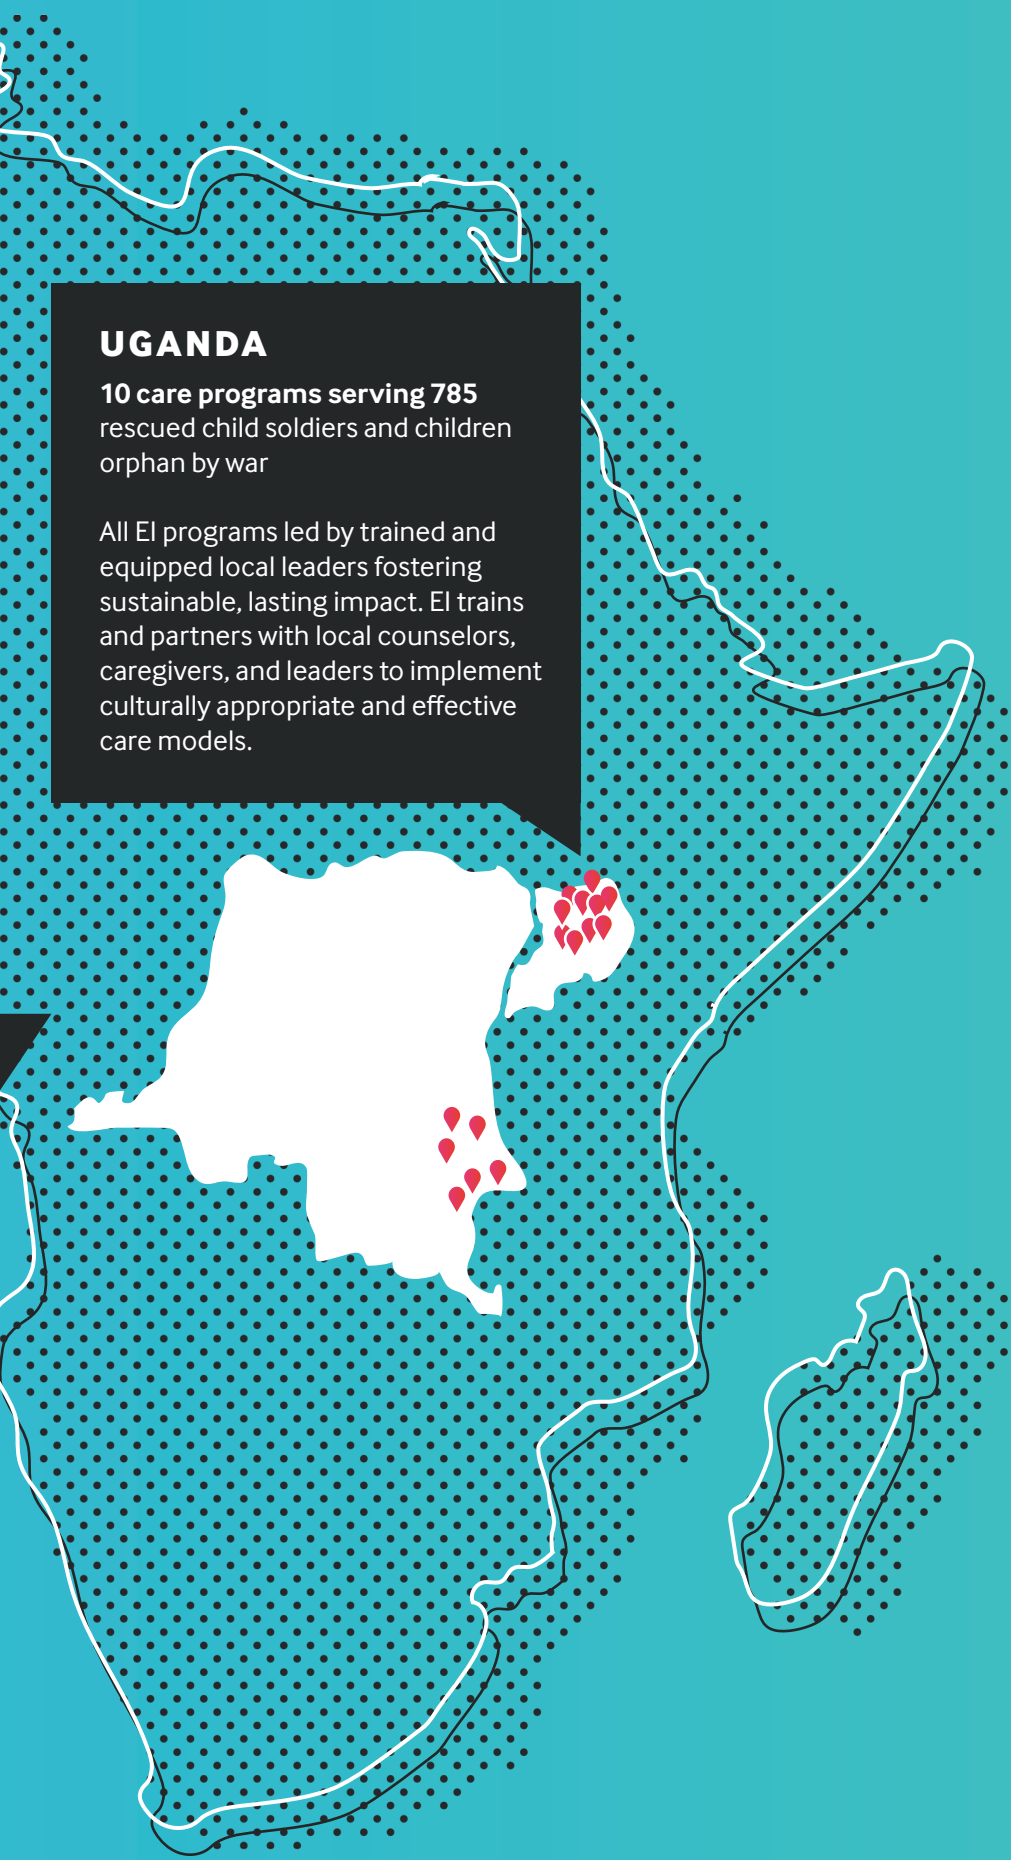 UGANDA
10 care programs serving 785
rescued child soldiers and children
orphan by war
All EI programs led by trained and
equipped local leaders fostering
sustainable, lasting impact. EI trains
and partners with local counselors,
caregivers, and leaders to implement
culturally appropriate and effective
care models.